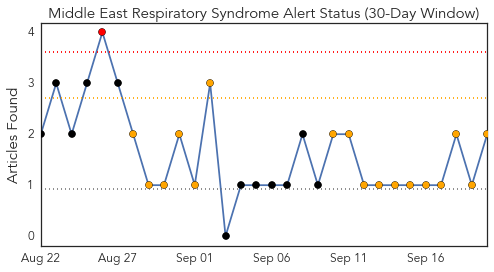 Middle East Respiratory Syndrome Alert Status (30-Day Window)
Articles Found
4
3
2
1
0
Aug 22 Aug 27 Sep 01 Sep 06 Sep 11 Sep 16